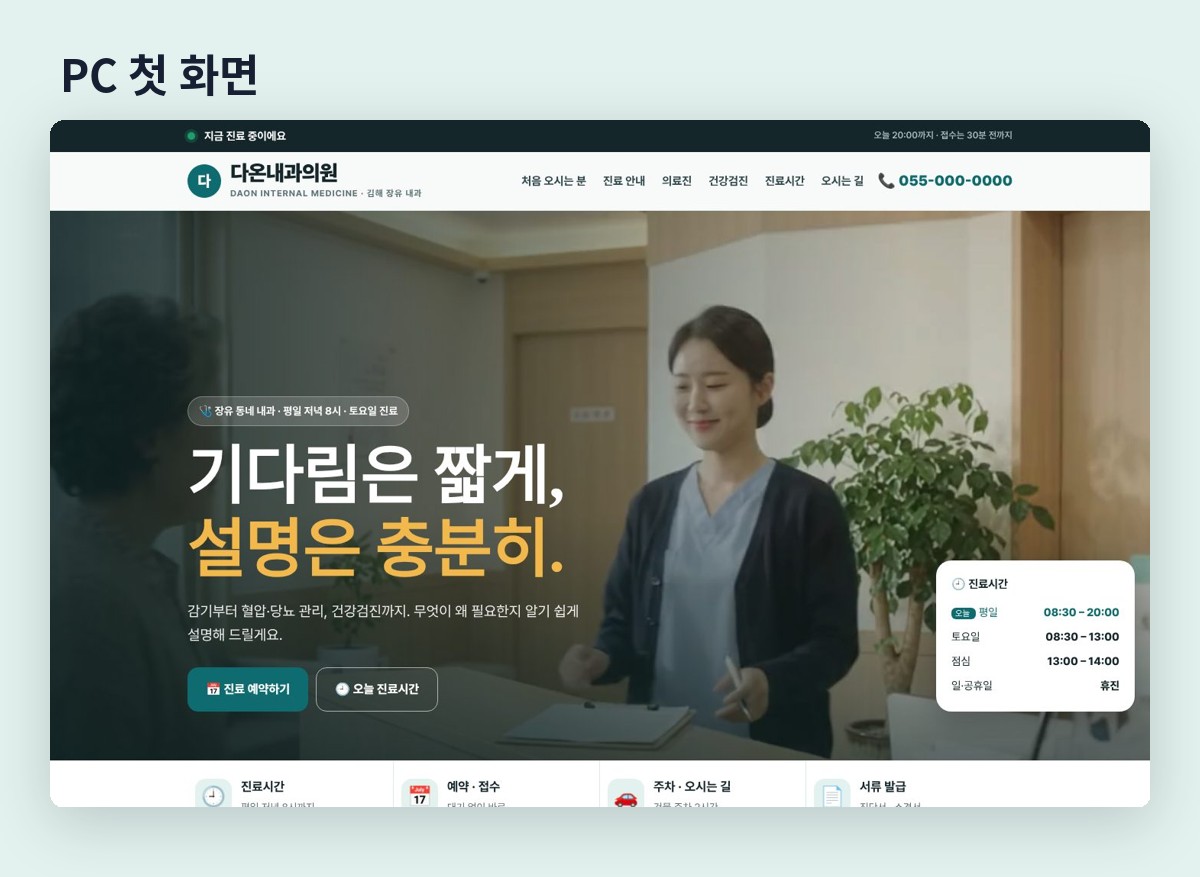 PC 첫 화면
지금 진료 중이에요
오늘 20:00까지 · 접수는 30분 전까지
다
다온내과의원
DAON INTERNAL MEDICINE · 김해 장유 내과
처음 오시는 분
진료 안내
의료진
건강검진
진료시간
오시는 길
📞 055-000-0000
🩺 장유 동네 내과 · 평일 저녁 8시 · 토요일 진료
기다림은 짧게,
설명은 충분히.
감기부터 혈압·당뇨 관리, 건강검진까지. 무엇이 왜 필요한지 알기 쉽게
설명해 드릴게요.
📅 진료 예약하기
🕘 오늘 진료시간
🕘 진료시간
오늘 평일 08:30 – 20:00
토요일 08:30 – 13:00
점심 13:00 – 14:00
일·공휴일 휴진
진료시간
예약 · 접수
주차 · 오시는 길
서류 발급